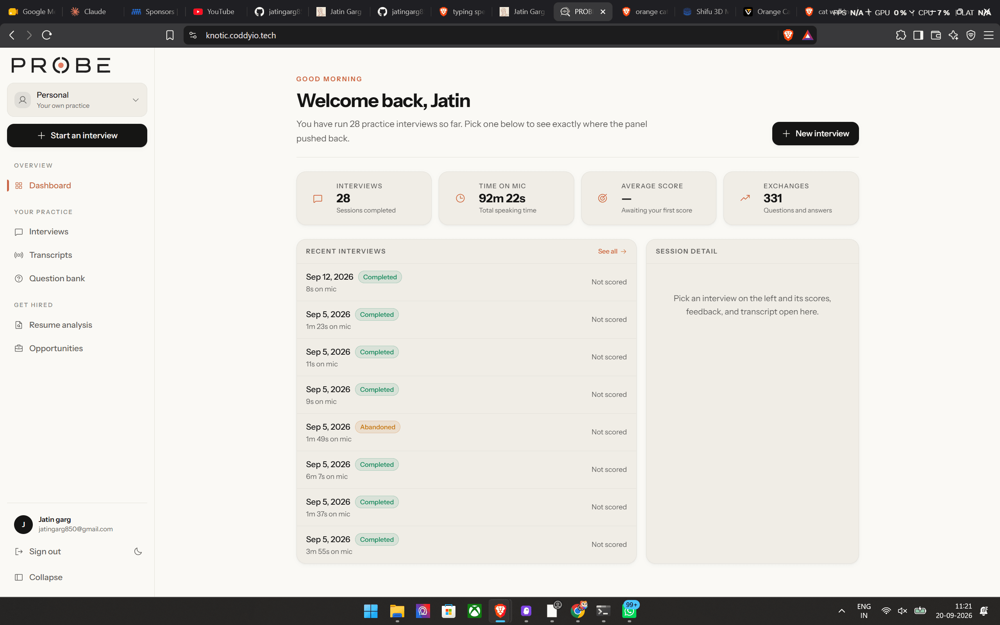 Google Me
Claude
Sponsors
YouTube
jatingarg8
Jatin Garg
jatingarg8
typing spe
Jatin Garg
PROB
orange cat
Shifu 3D M
Orange Ca
cat walkin
FPS N/A GPU 0% CPU 7% LAT N/A
knotic.coddyio.tech
PROBE
Personal
Your own practice
Start an interview
OVERVIEW
Dashboard
YOUR PRACTICE
Interviews
Transcripts
Question bank
GET HIRED
Resume analysis
Opportunities
J
Jatin garg
jatingarg850@gmail.com
Sign out
Collapse
GOOD MORNING
Welcome back, Jatin
You have run 28 practice interviews so far. Pick one below to see exactly where the panel
pushed back.
New interview
INTERVIEWS
28
Sessions completed
TIME ON MIC
92m 22s
Total speaking time
AVERAGE SCORE
—
Awaiting your first score
EXCHANGES
331
Questions and answers
RECENT INTERVIEWS
See all →
Sep 12, 2026 Completed
8s on mic
Not scored
Sep 5, 2026 Completed
1m 23s on mic
Not scored
Sep 5, 2026 Completed
11s on mic
Not scored
Sep 5, 2026 Completed
9s on mic
Not scored
Sep 5, 2026 Abandoned
1m 49s on mic
Not scored
Sep 5, 2026 Completed
6m 7s on mic
Not scored
Sep 5, 2026 Completed
1m 37s on mic
Not scored
Sep 5, 2026 Completed
3m 55s on mic
Not scored
SESSION DETAIL
Pick an interview on the left and its scores,
feedback, and transcript open here.
99+
ENG
IN
11:21
20-09-2026